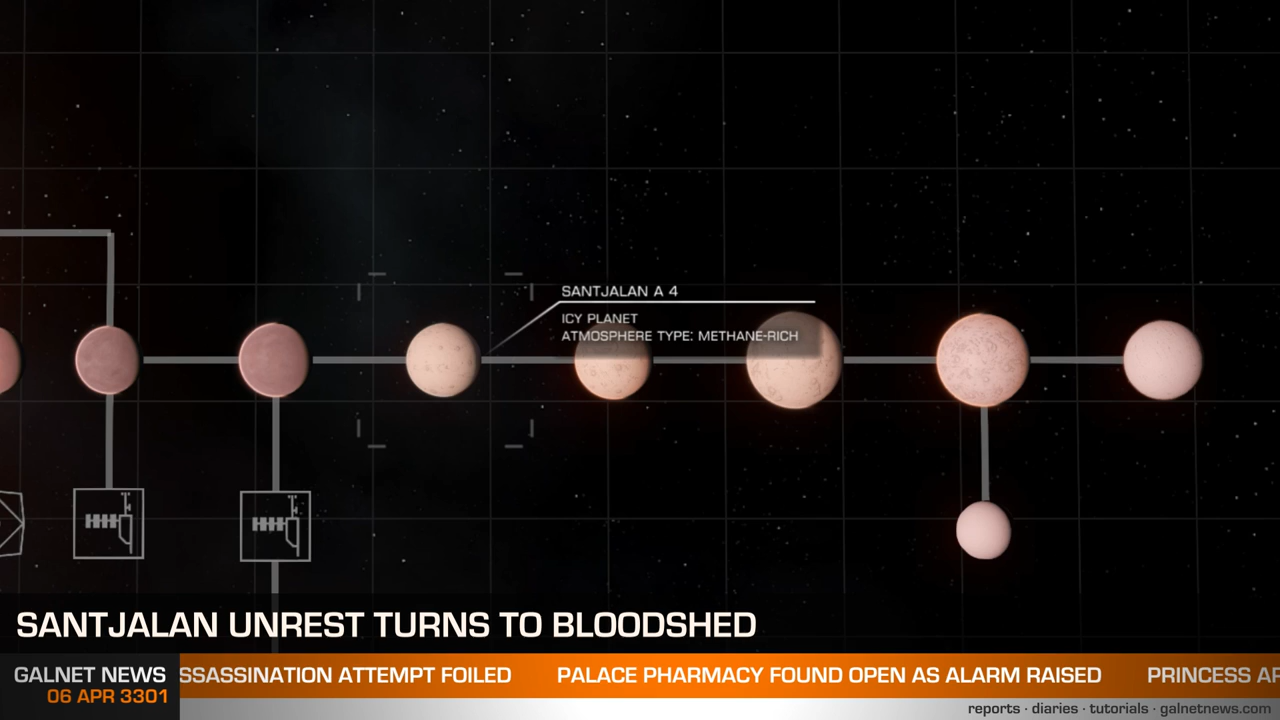 SANTJALAN A 4
ICY PLANET
ATMOSPHERE TYPE: METHANE-RICH
SANTJALAN UNREST TURNS TO BLOODSHED
GALNET NEWS
06 APR 3301
SSASSINATION ATTEMPT FOILED PALACE PHARMACY FOUND OPEN AS ALARM RAISED PRINCESS
reports · diaries · tutorials · galnetnews.com